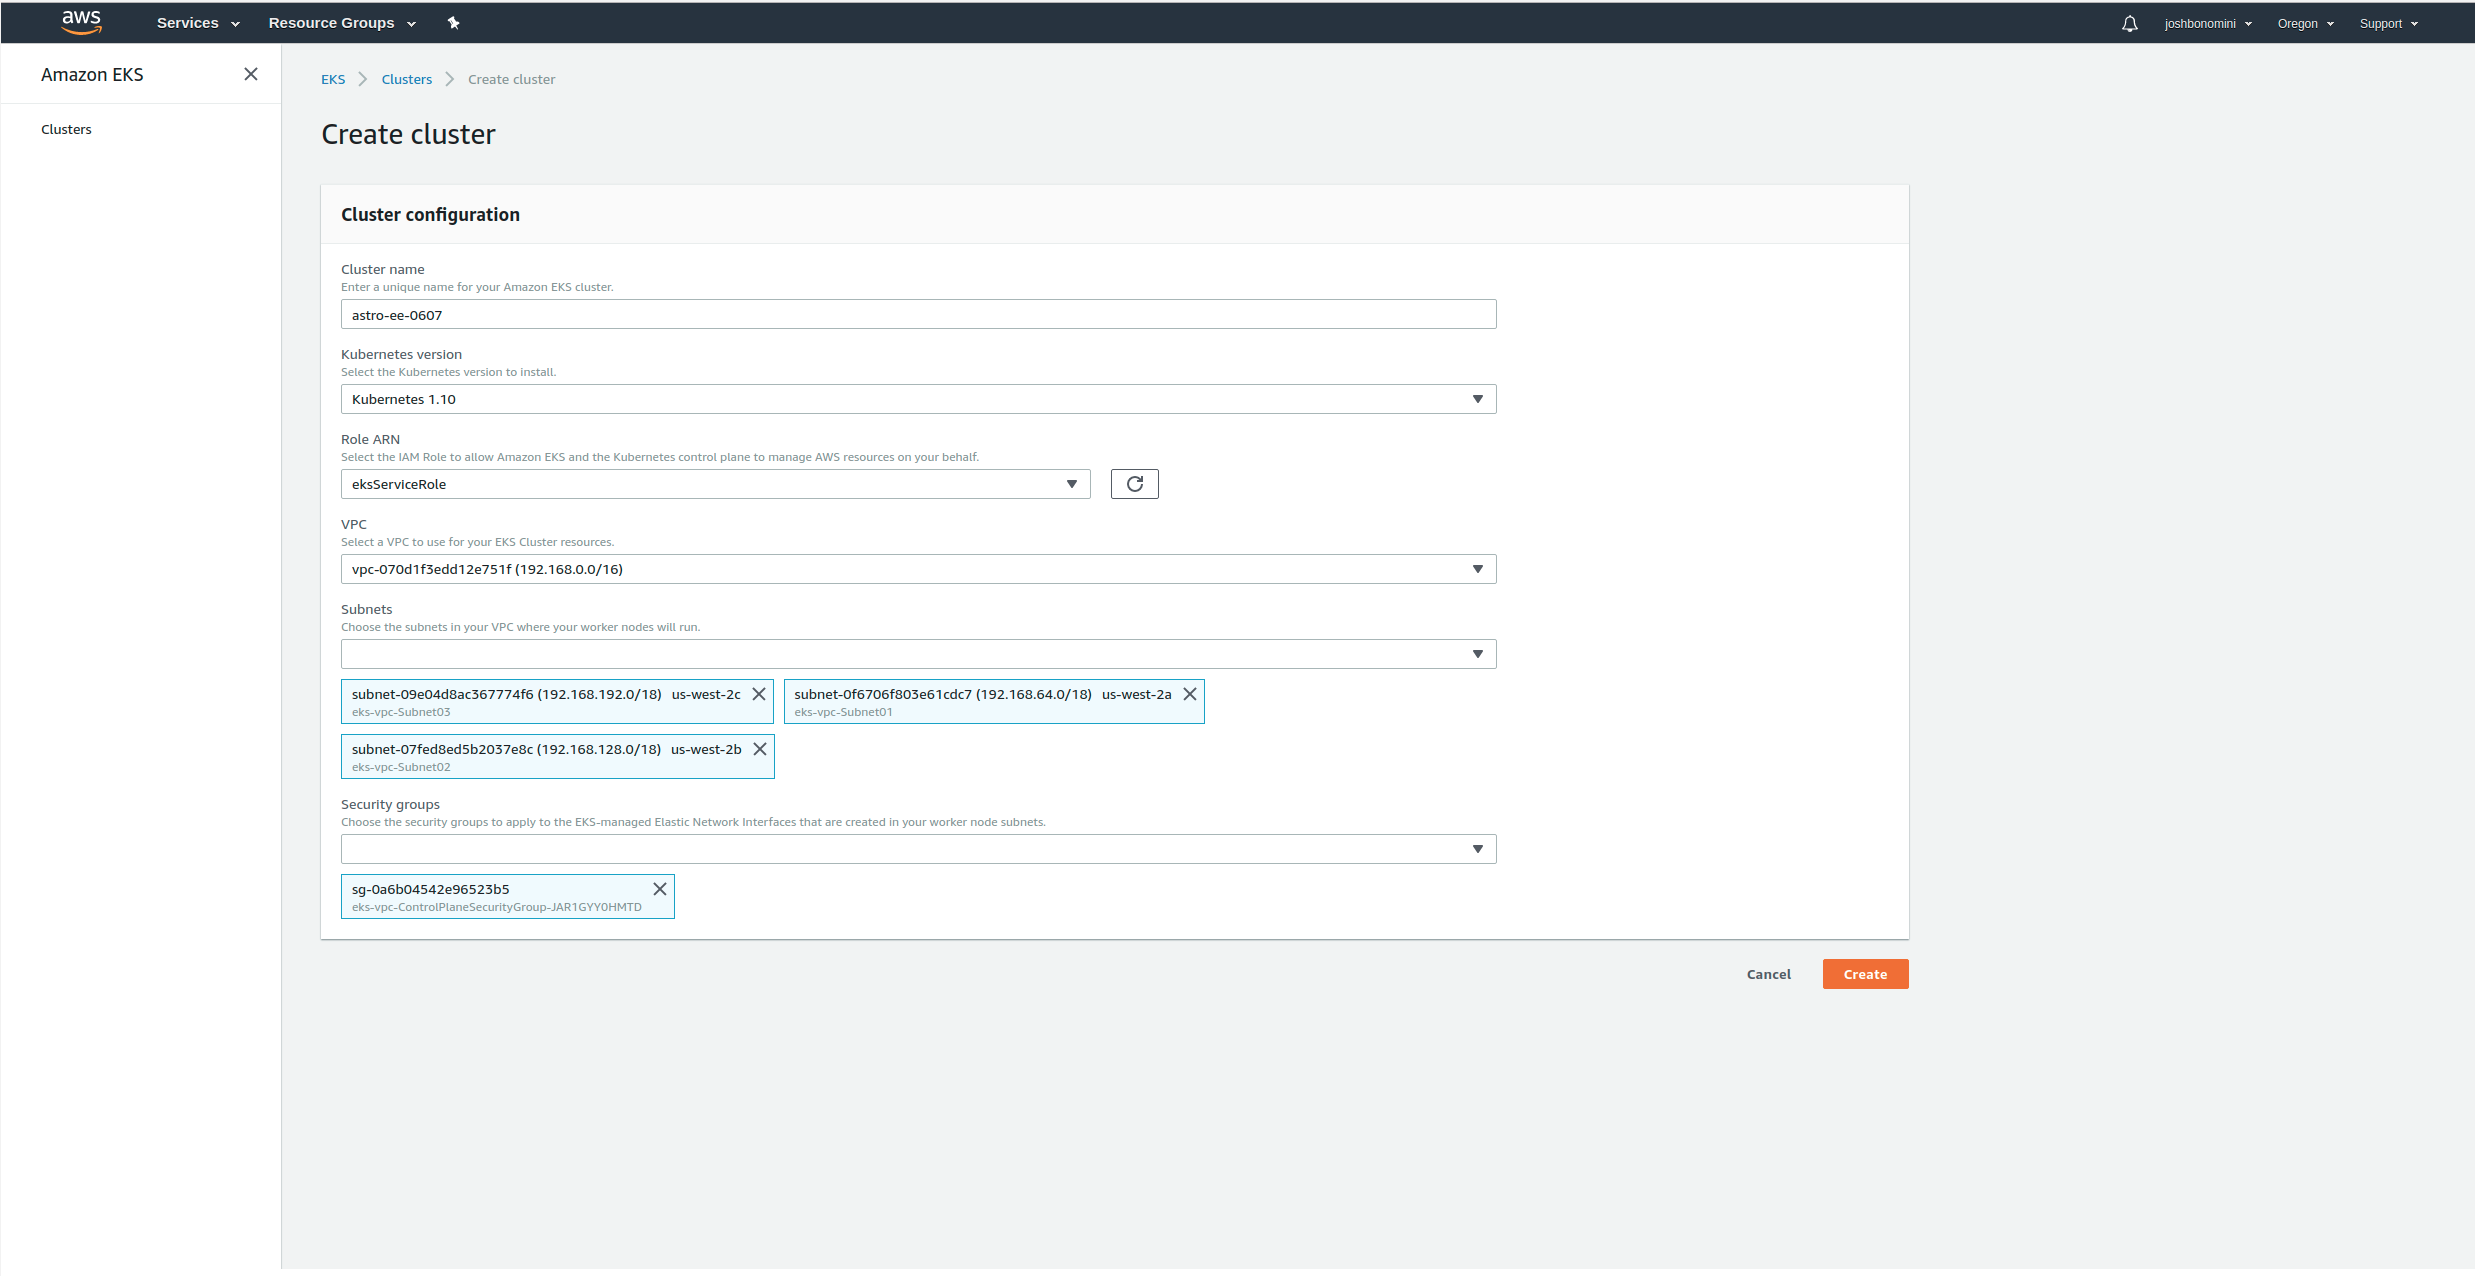 aws Services Resource Groups joshbonomini Oregon Support
Amazon EKS
Clusters
EKS Clusters Create cluster
Create cluster
Cluster configuration
Cluster name
Enter a unique name for your Amazon EKS cluster.
astro-ee-0607
Kubernetes version
Select the Kubernetes version to install.
Kubernetes 1.10
Role ARN
Select the IAM Role to allow Amazon EKS and the Kubernetes control plane to manage AWS resources on your behalf.
eksServiceRole
VPC
Select a VPC to use for your EKS Cluster resources.
vpc-070d1f3edd12e751f (192.168.0.0/16)
Subnets
Choose the subnets in your VPC where your worker nodes will run.
subnet-09e04d8ac367774f6 (192.168.192.0/18) us-west-2c
eks-vpc-Subnet03
subnet-0f6706f803e61cdc7 (192.168.64.0/18) us-west-2a
eks-vpc-Subnet01
subnet-07fed8ed5b2037e8c (192.168.128.0/18) us-west-2b
eks-vpc-Subnet02
Security groups
Choose the security groups to apply to the EKS-managed Elastic Network Interfaces that are created in your worker node subnets.
sg-0a6b04542e96523b5
eks-vpc-ControlPlaneSecurityGroup-JAR1GYY0HMTD
Cancel Create